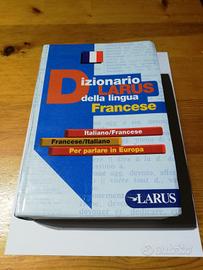 Dizionario
LARUS
della lingua
Francese
Italiano/Francese
Francese/Italiano
Per parlare in Europa
LARUS